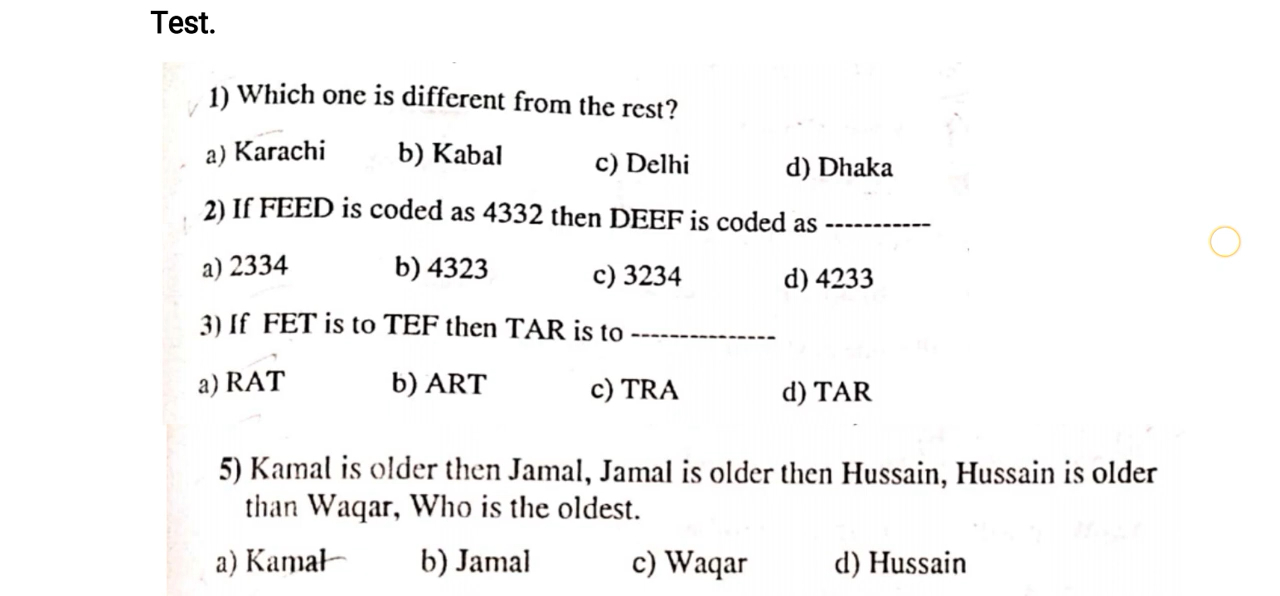 Test.
1) Which one is different from the rest?
a) Karachi b) Kabal c) Delhi d) Dhaka
2) If FEED is coded as 4332 then DEEF is coded as -----------
a) 2334 b) 4323 c) 3234 d) 4233
3) If FET is to TEF then TAR is to ---------------
a) RAT b) ART c) TRA d) TAR
5) Kamal is older then Jamal, Jamal is older then Hussain, Hussain is older
than Waqar, Who is the oldest.
a) Kamal b) Jamal c) Waqar d) Hussain